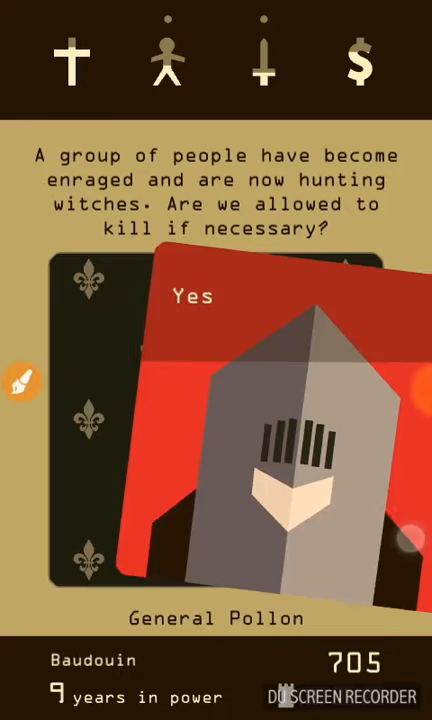 A group of people have become
enraged and are now hunting
witches. Are we allowed to
kill if necessary?
Yes
General Pollon
Baudouin
705
9 years in power
DU SCREEN RECORDER